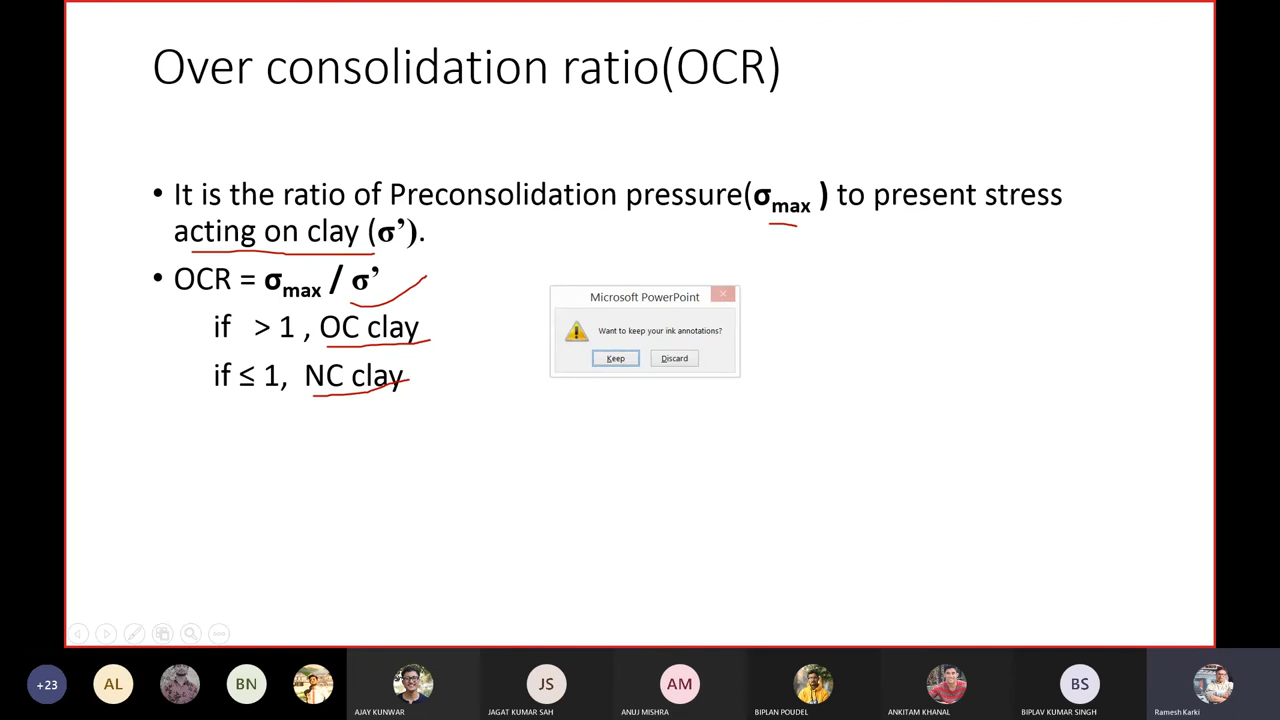 Over consolidation ratio(OCR)
• It is the ratio of Preconsolidation pressure(σmax ) to present stress
acting on clay (σ’).
• OCR = σmax / σ’
if > 1 , OC clay
if ≤ 1, NC clay
Microsoft PowerPoint
Want to keep your ink annotations?
Keep Discard
+23 AL BN JS AM BS
AJAY KUNWAR JAGAT KUMAR SAH ANUJ MISHRA BIPLAN POUDEL ANKITAM KHANAL BIPLAV KUMAR SINGH Ramesh Karki